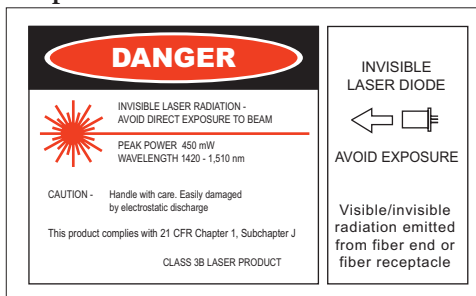 DANGER
INVISIBLE LASER RADIATION -
AVOID DIRECT EXPOSURE TO BEAM
PEAK POWER 450 mW
WAVELENGTH 1420 - 1,510 nm
CAUTION - Handle with care. Easily damaged
by electrostatic discharge
This product complies with 21 CFR Chapter 1, Subchapter J
CLASS 3B LASER PRODUCT
INVISIBLE
LASER DIODE
AVOID EXPOSURE
Visible/invisible
radiation emitted
from fiber end or
fiber receptacle